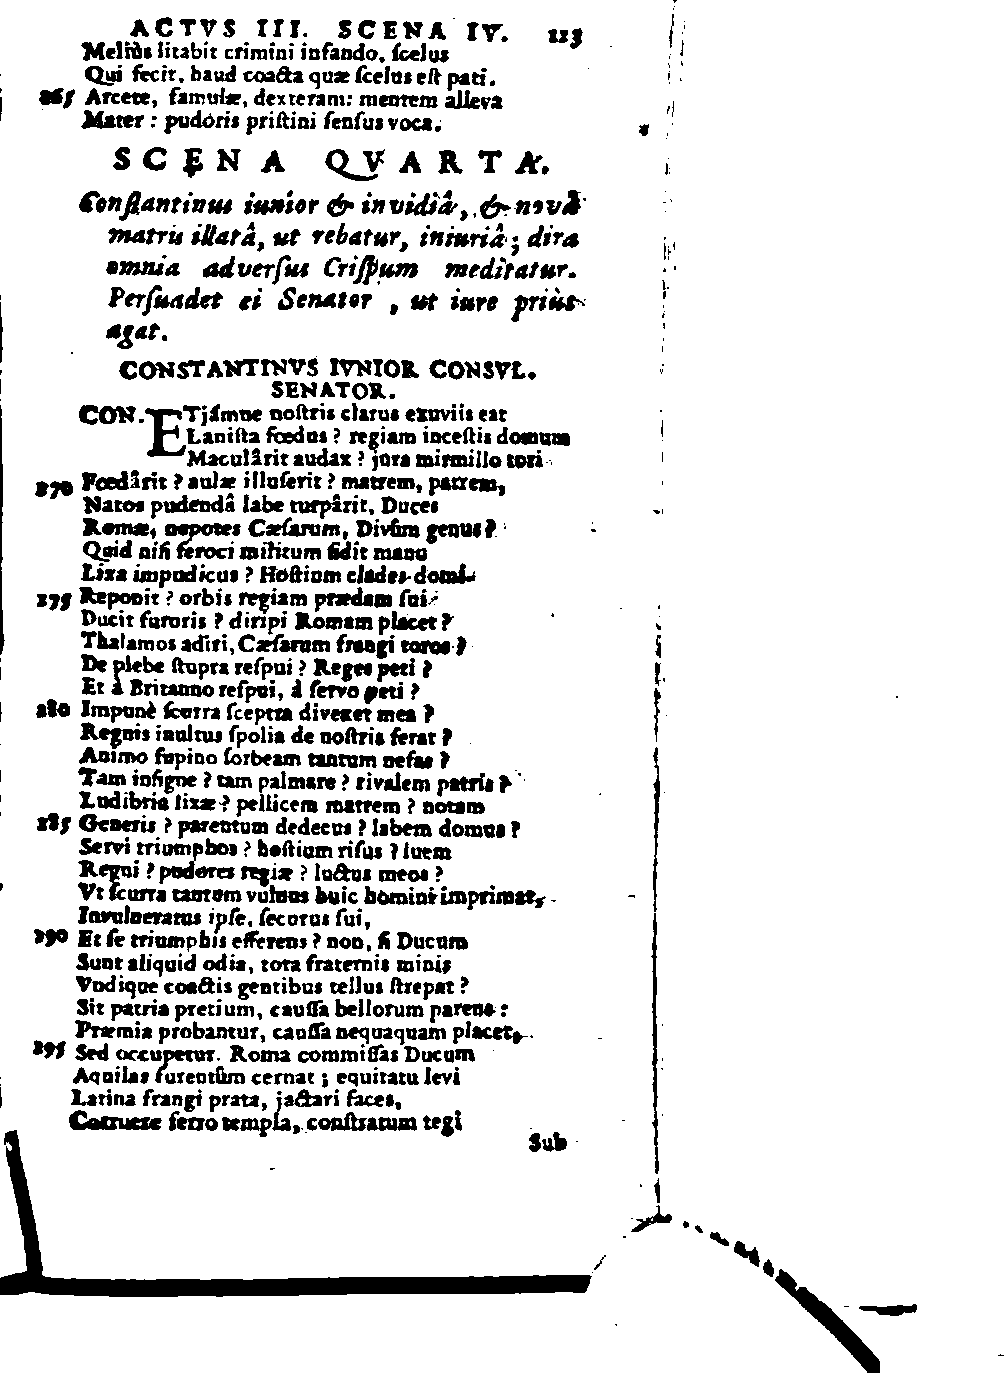 ACTVS III. SCENA IV. 113
Meliùs litabit crimini infando, ſcelus
Qui fecit, haud coacta quæ ſcelus eſt pati.
265 Arcete, famulæ, dexteram: mentem alleva
Mater : pudoris priſtini ſenſus voca.
SCENA QVARTA.
Conſtantinus iunior & invidiâ, & novâ
matris illatâ, ut rebatur, iniuriâ; dira
omnia adverſus Criſpum meditatur.
Perſuadet ei Senator , ut iure priùs
agat.
CONSTANTINVS IVNIOR CONSVL.
SENATOR.
CON. ETjámne noſtris clarus exuviis eat
Laniſta fœdus ? regiam inceſtis domum
Maculârit audax ? jura mirmillo tori
270 Fœdârit ? aulæ illuſerit ? matrem, patrem,
Natos pudendâ labe turpârit, Duces
Romæ, nepotes Cæſarum, Divûm genus ?
Quid niſi feroci militum fidit manu
Lixa impudicus ? Hoſtium clades domi
275 Reponit ? orbis regiam prædam ſui
Ducit furoris ? diripi Romam placet ?
Thalamos adiri, Cæſarum frangi toros ?
De plebe ſtupra reſpui ? Reges peti ?
Et à Britanno reſpui, à ſervo peti ?
280 Impunè ſcurra ſceptra divexet mea ?
Regnis inultus ſpolia de noſtris ferat ?
Animo ſupino ſorbeam tantum nefas ?
Tam inſigne ? tam palmare ? rivalem patris ?
Ludibria lixæ ? pellicem matrem ? notam
285 Generis ? parentum dedecus ? labem domus ?
Servi triumphos ? hoſtium riſus ? luem
Regni ? pudores regiæ ? luctus meos ?
Vt ſcurra tantum vulnus huic homini imprimat,
Invulneratus ipſe, ſecurus ſui,
290 Et ſe triumphis efferens ? non, ſi Ducum
Sunt aliquid odia, tota fraternis minis
Vndique coactis gentibus tellus ſtrepat ?
Sit patria pretium, cauſſa bellorum parens :
Præmia probantur, cauſſa nequaquam placet,
295 Sed occupetur. Roma commiſſas Ducum
Aquilas furentûm cernat ; equitatu levi
Latina frangi prata, jactari faces,
Corruere ferro templa, conſtratum tegi
Sub